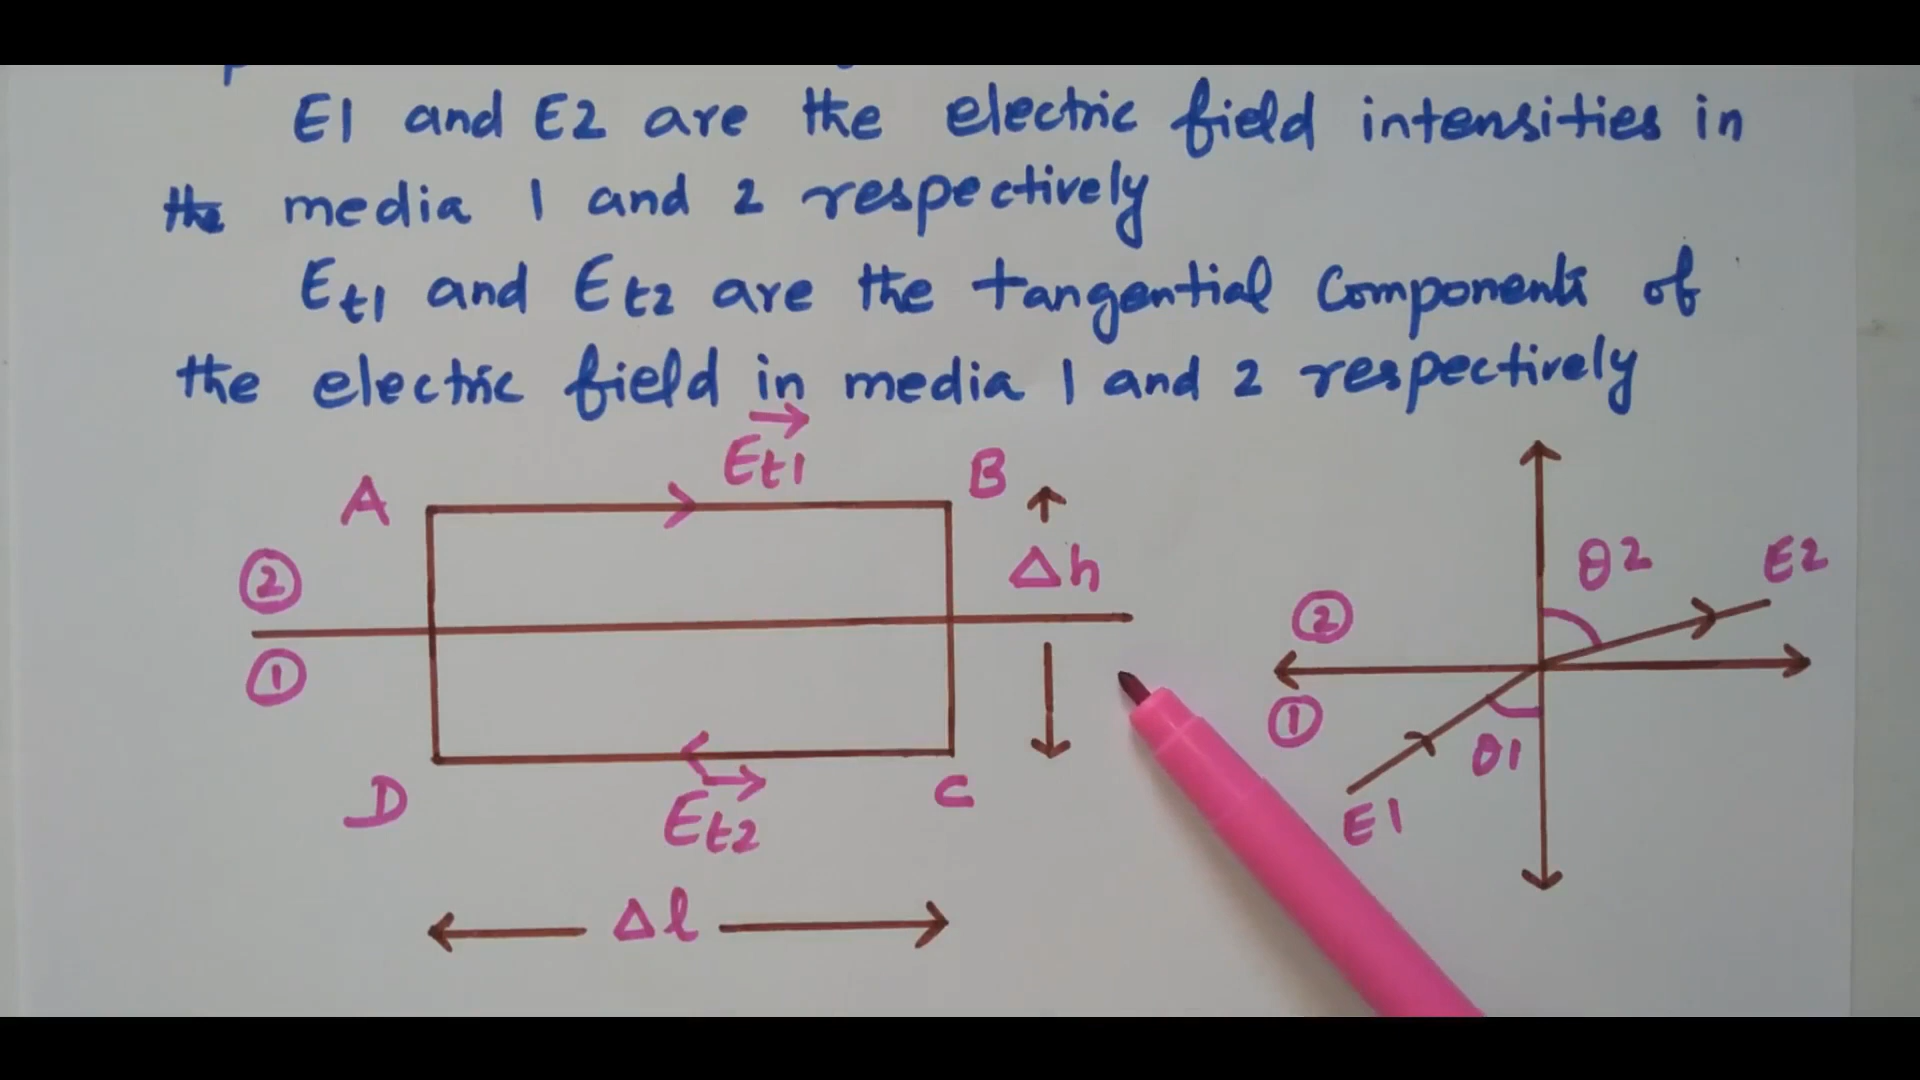 E1 and E2 are the electric field intensities in
the media 1 and 2 respectively
Et1 and Et2 are the tangential components of
the electric field in media 1 and 2 respectively
Et1
A B
Δh
②
①
D C
Et2
Δl
θ2 E2
②
①
θ1
E1